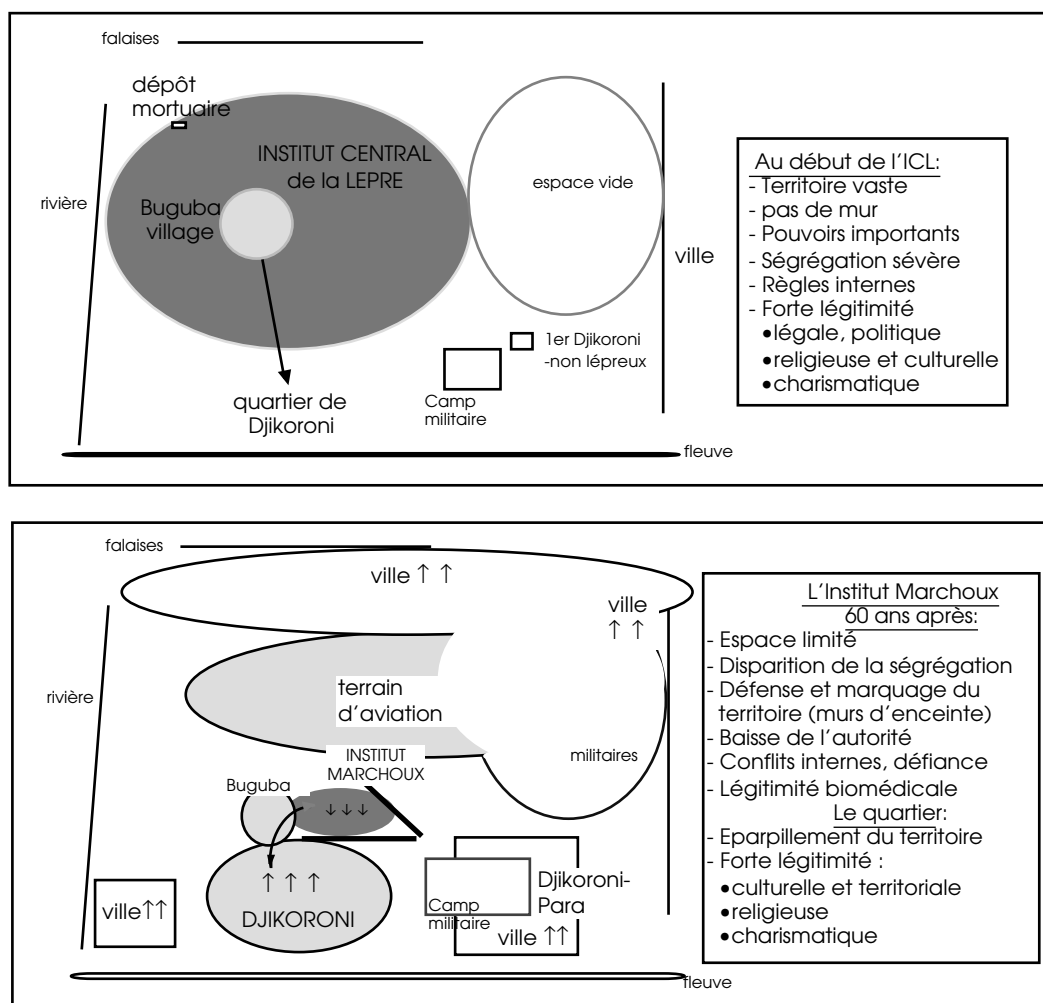 falaises
dépôt
mortuaire
INSTITUT CENTRAL
de la LEPRE
espace vide
rivière
Buguba
village
ville
1er Djikoroni
-non lépreux
Camp
militaire
quartier de
Djikoroni
fleuve
Au début de l'ICL:
- Territoire vaste
- pas de mur
- Pouvoirs importants
- Ségrégation sévère
- Règles internes
- Forte légitimité
•légale, politique
•religieuse et culturelle
•charismatique
falaises
ville ↑ ↑
ville
↑ ↑
rivière
terrain
d'aviation
militaires
INSTITUT
MARCHOUX
Buguba
↓ ↓ ↓
↑ ↑ ↑
DJIKORONI
ville ↑↑
Camp
militaire
Djikoroni-
Para
ville ↑↑
fleuve
L'Institut Marchoux
60 ans après:
- Espace limité
- Disparition de la ségrégation
- Défense et marquage du
territoire (murs d'enceinte)
- Baisse de l'autorité
- Conflits internes, défiance
- Légitimité biomédicale
Le quartier:
- Eparpillement du territoire
- Forte légitimité :
•culturelle et territoriale
•religieuse
•charismatique